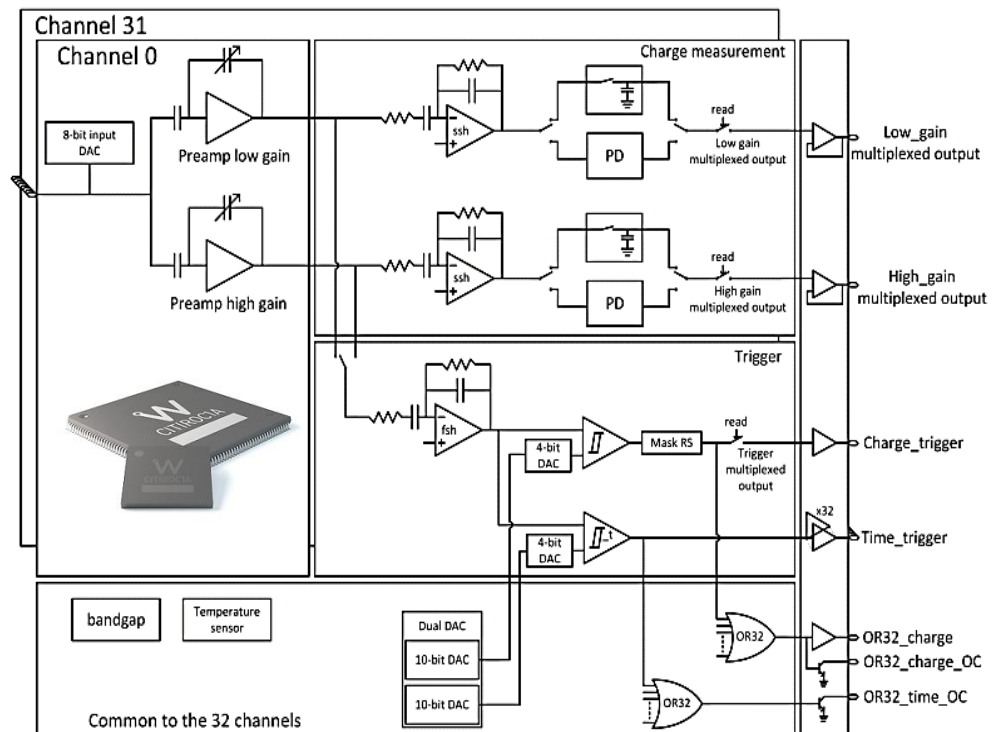 Channel 31
Channel 0
8-bit input
DAC
Preamp low gain
Preamp high gain
W
CITIROC1A
W
CITIROC1A
Charge measurement
ssh
PD
read
Low gain
multiplexed output
ssh
PD
read
High gain
multiplexed output
Low_gain
multiplexed output
High_gain
multiplexed output
Trigger
fsh
4-bit
DAC
Mask RS
read
Trigger
multiplexed
output
Charge_trigger
4-bit
DAC
_t
x32
Time_trigger
bandgap
Temperature
sensor
Dual DAC
10-bit DAC
10-bit DAC
OR32
OR32
OR32_charge
OR32_charge_OC
OR32_time_OC
Common to the 32 channels